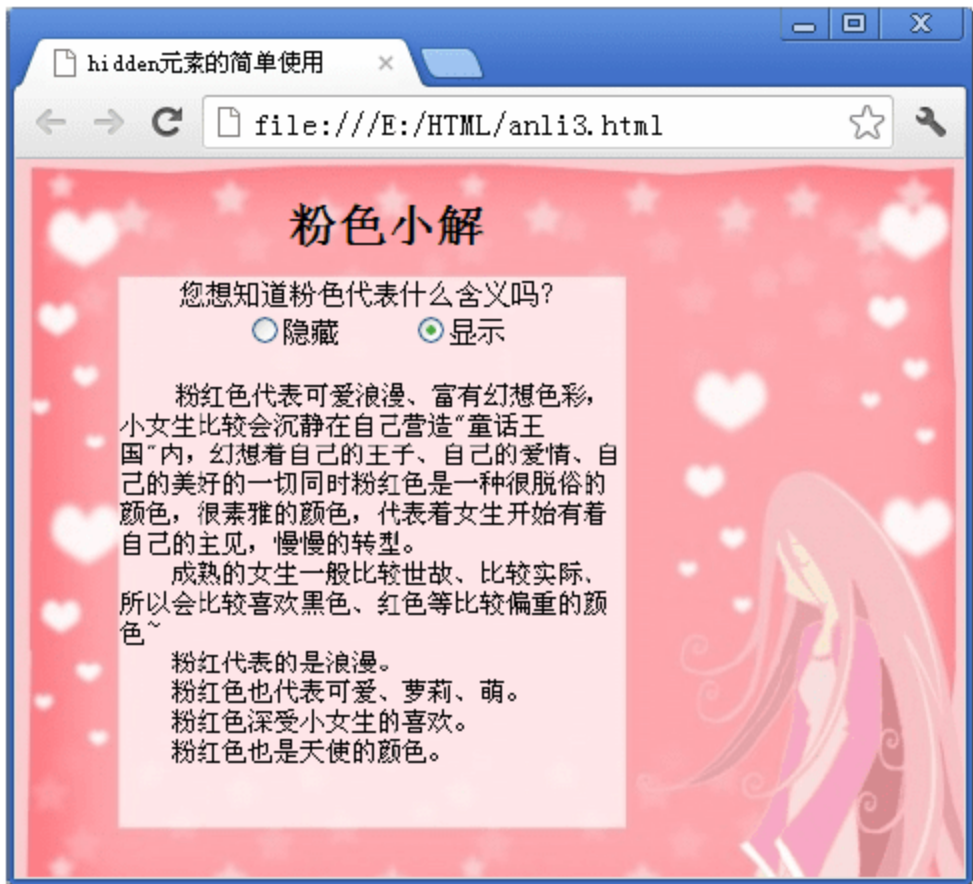 hidden元素的简单使用
file:///E:/HTML/anli3.html
粉色小解
您想知道粉色代表什么含义吗?
隐藏 显示
粉红色代表可爱浪漫、富有幻想色彩，
小女生比较会沉静在自己营造"童话王
国"内，幻想着自己的王子、自己的爱情、自
己的美好的一切同时粉红色是一种很脱俗的
颜色，很素雅的颜色，代表着女生开始有着
自己的主见，慢慢的转型。
成熟的女生一般比较世故、比较实际、
所以会比较喜欢黑色、红色等比较偏重的颜
色~
粉红代表的是浪漫。
粉红色也代表可爱、萝莉、萌。
粉红色深受小女生的喜欢。
粉红色也是天使的颜色。